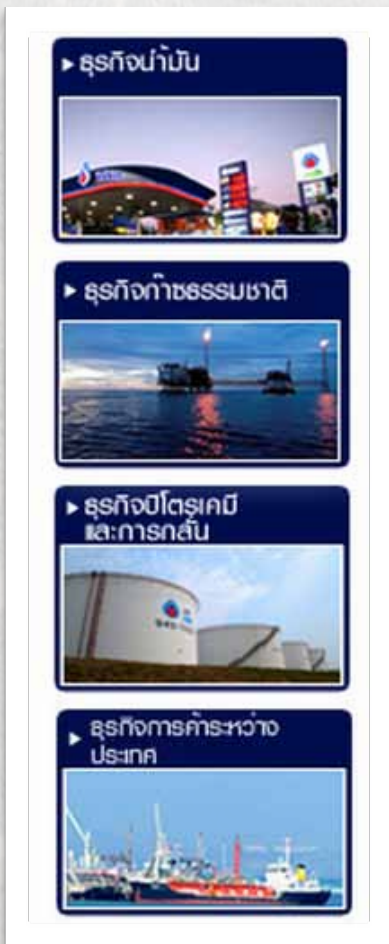 ธุรกิจน้ำมัน
ธุรกิจก๊าซธรรมชาติ
ธุรกิจปิโตรเคมี
และการกลั่น
ธุรกิจการค้าระหว่าง
ประเทศ